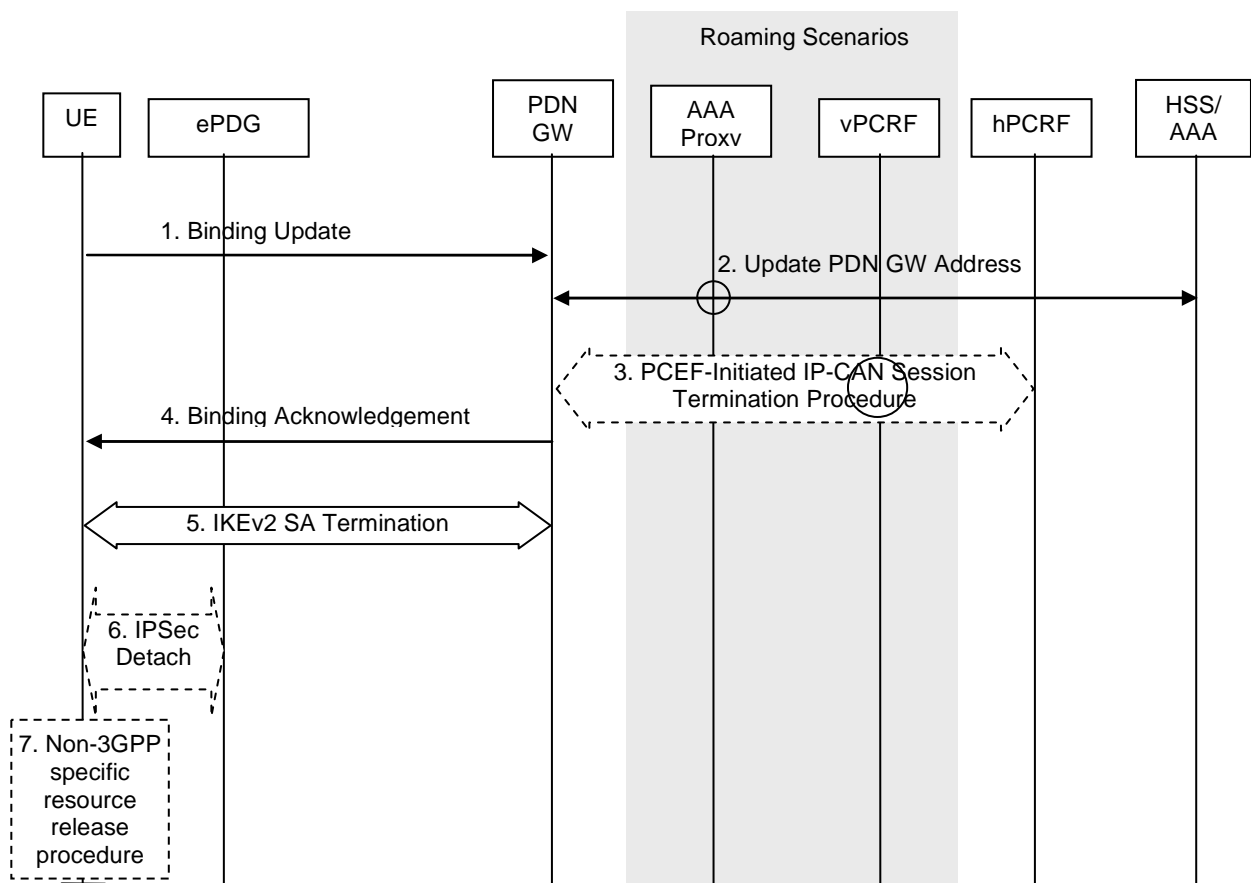 Roaming Scenarios
UE
ePDG
PDN
GW
AAA
Proxy
vPCRF
hPCRF
HSS/
AAA
1. Binding Update
2. Update PDN GW Address
3. PCEF-Initiated IP-CAN Session
Termination Procedure
4. Binding Acknowledgement
5. IKEv2 SA Termination
6. IPSec
Detach
7. Non-3GPP
specific
resource
release
procedure